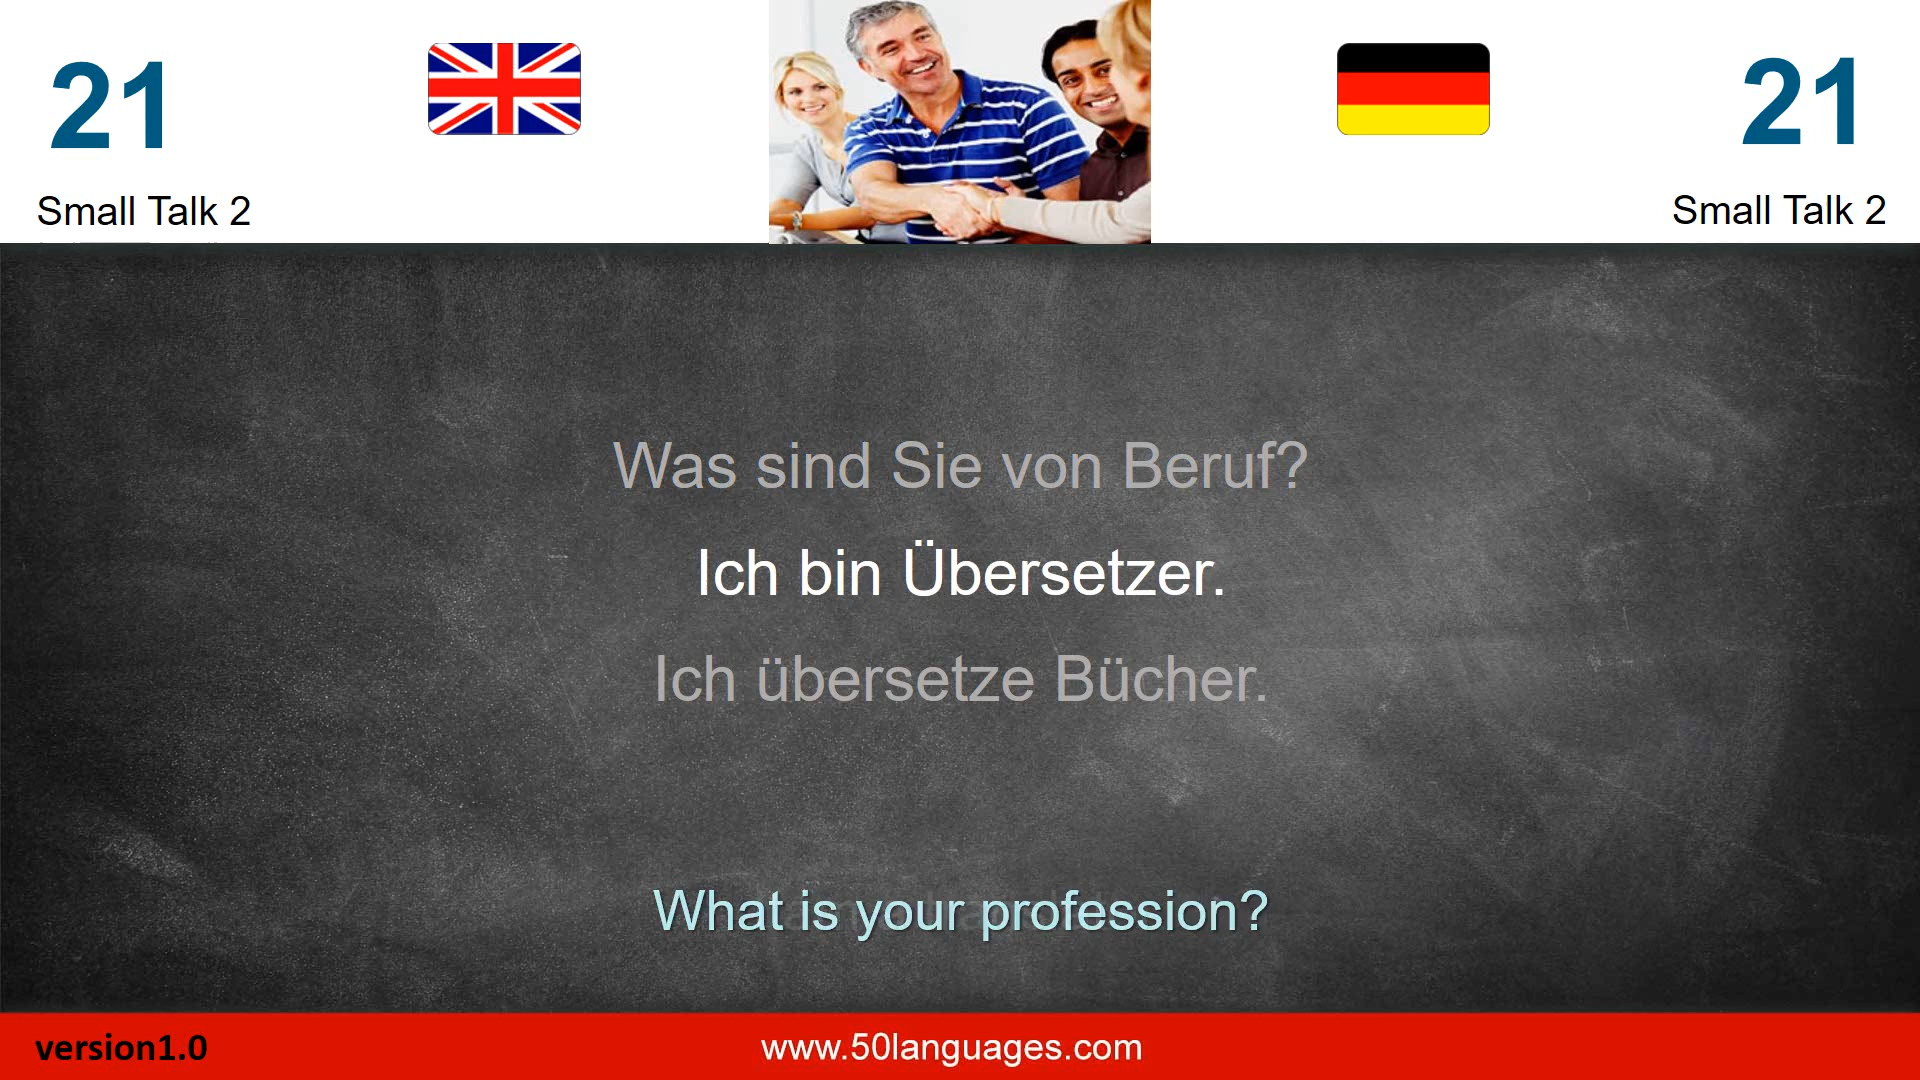 21
21
Small Talk 2
Small Talk 2
Was sind Sie von Beruf?
Ich bin Übersetzer.
Ich übersetze Bücher.
What is your profession?
version1.0
www.50languages.com